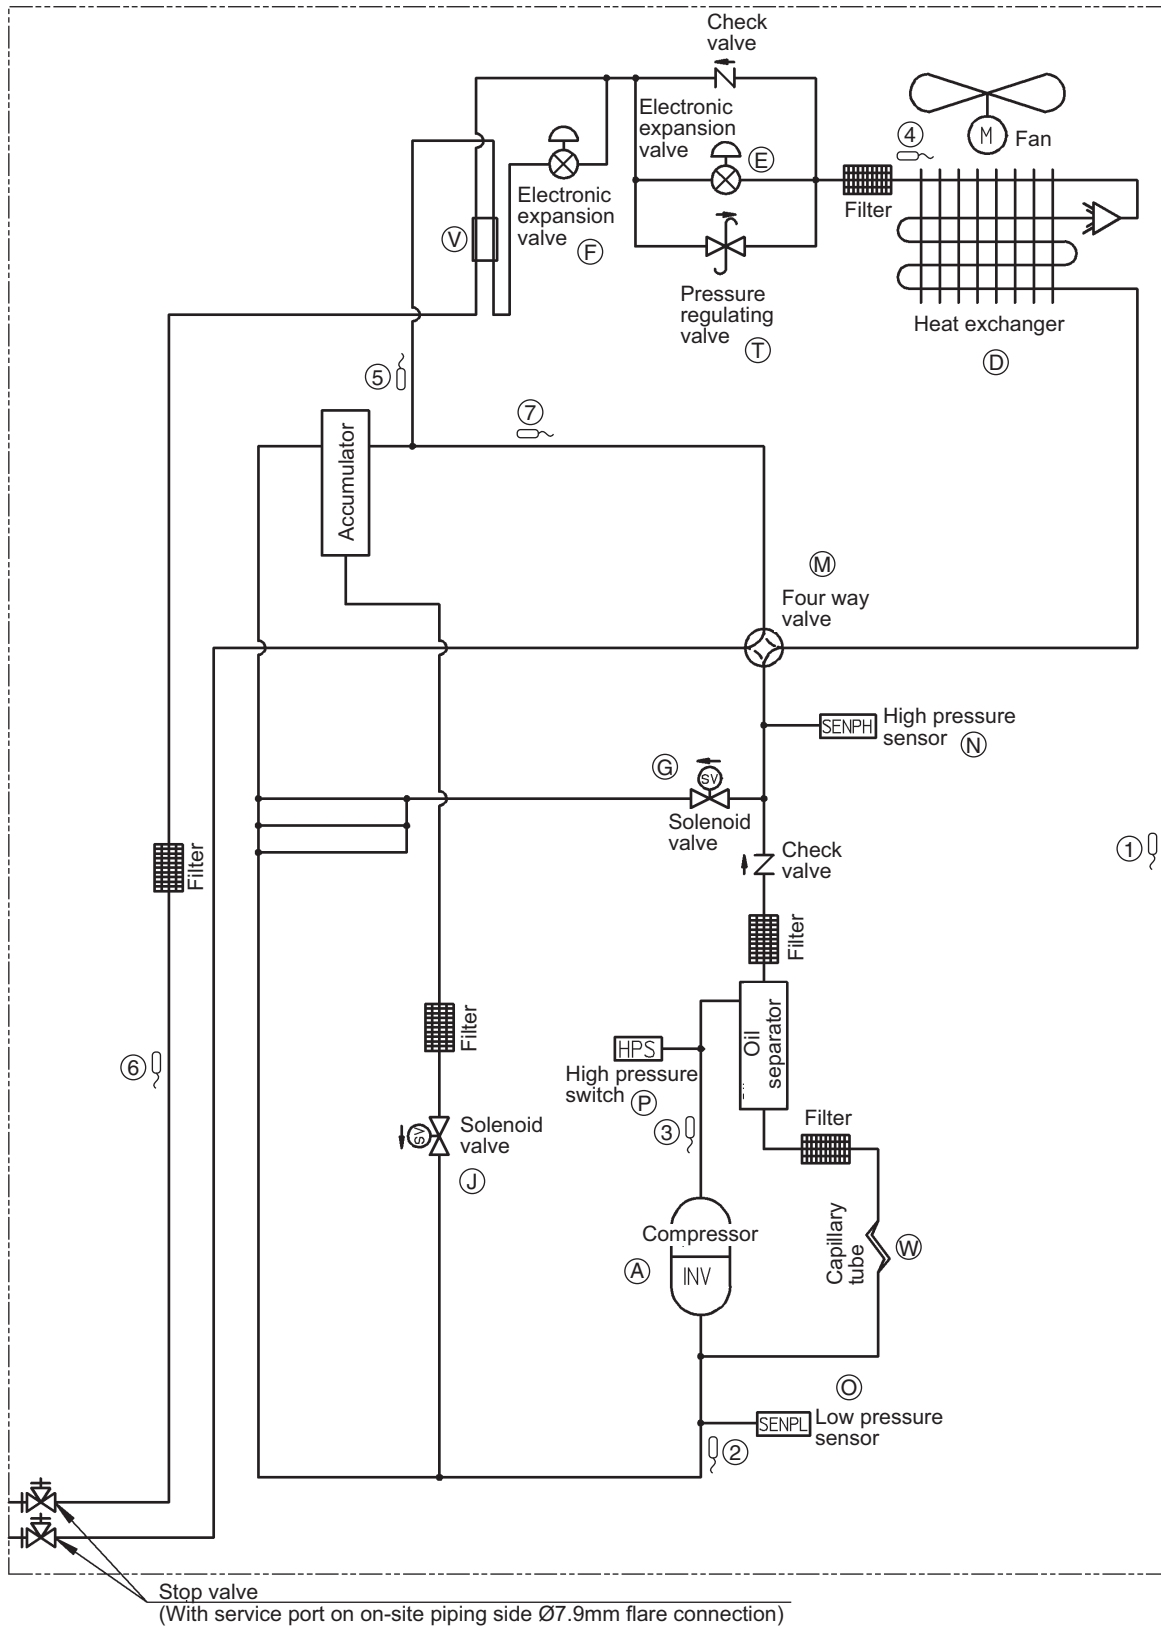 Check
valve
Electronic
expansion
valve
E
4
M
Fan
Electronic
expansion
valve
F
V
Filter
Pressure
regulating
valve
T
Heat exchanger
D
5
7
Accumulator
M
Four way
valve
SENPH
High pressure
sensor
N
G
SV
Solenoid
valve
Check
valve
1
Filter
Filter
Filter
Oil
separator
HPS
High pressure
switch
P
6
3
SV
Solenoid
valve
J
Filter
Compressor
A
INV
Capillary
tube
W
O
SENPL
Low pressure
sensor
2
Stop valve
(With service port on on-site piping side Ø7.9mm flare connection)